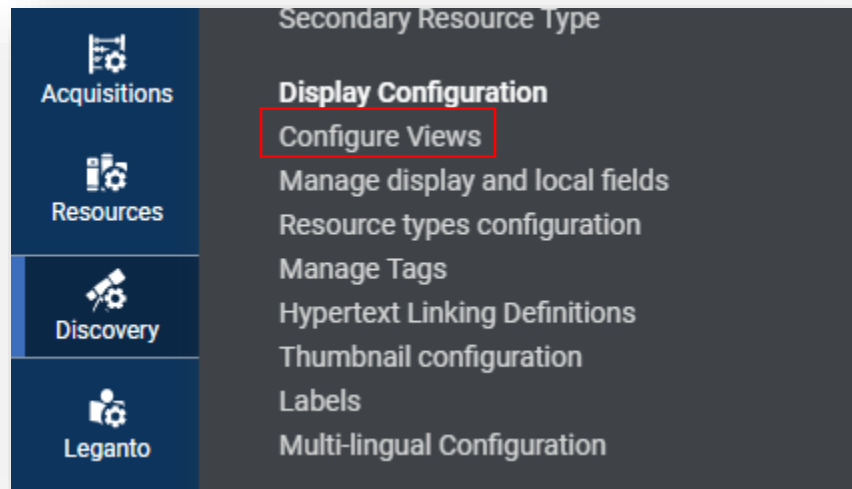 Acquisitions
Resources
Discovery
Leganto
Secondary Resource Type
Display Configuration
Configure Views
Manage display and local fields
Resource types configuration
Manage Tags
Hypertext Linking Definitions
Thumbnail configuration
Labels
Multi-lingual Configuration